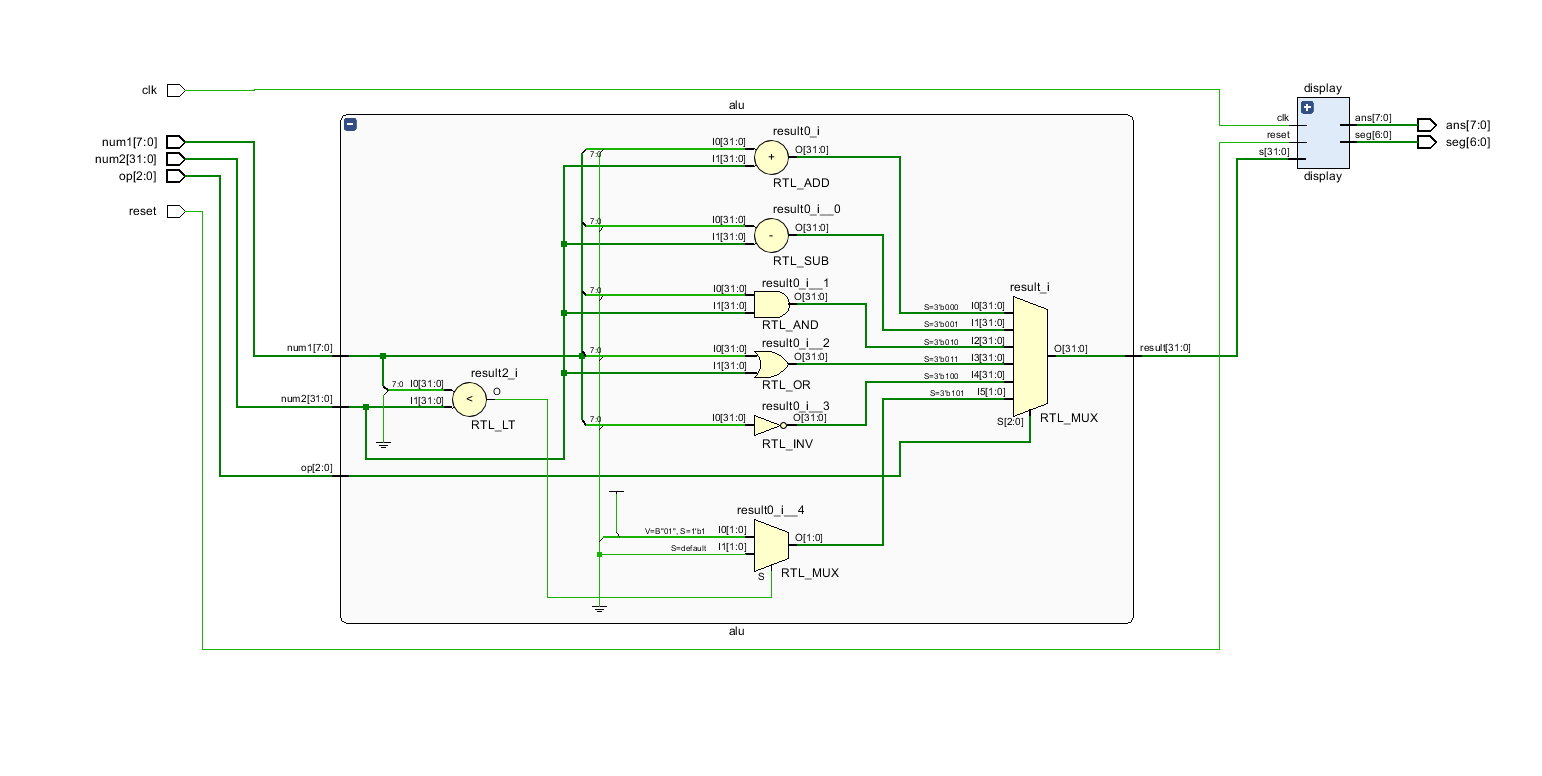 clk
num1[7:0]
num2[31:0]
op[2:0]
reset
alu
result0_i
I0[31:0]
I1[31:0]
7:0
+
O[31:0]
RTL_ADD
result0_i__0
7:0
I0[31:0]
I1[31:0]
-
O[31:0]
RTL_SUB
result0_i__1
7:0
I0[31:0]
I1[31:0]
O[31:0]
RTL_AND
result0_i__2
7:0
I0[31:0]
I1[31:0]
O[31:0]
RTL_OR
result0_i__3
7:0
I0[31:0]
O[31:0]
RTL_INV
num1[7:0]
num2[31:0]
op[2:0]
result2_i
7:0
I0[31:0]
I1[31:0]
<
O
RTL_LT
result0_i__4
V=B"01", S=1'b1
I0[1:0]
S=default
I1[1:0]
O[1:0]
S
RTL_MUX
result_i
S=3'b000 I0[31:0]
S=3'b001 I1[31:0]
S=3'b010 I2[31:0]
S=3'b011 I3[31:0]
S=3'b100 I4[31:0]
S=3'b101 I5[1:0]
O[31:0]
S[2:0]
RTL_MUX
result[31:0]
alu
display
clk
reset
s[31:0]
ans[7:0]
seg[6:0]
display
ans[7:0]
seg[6:0]